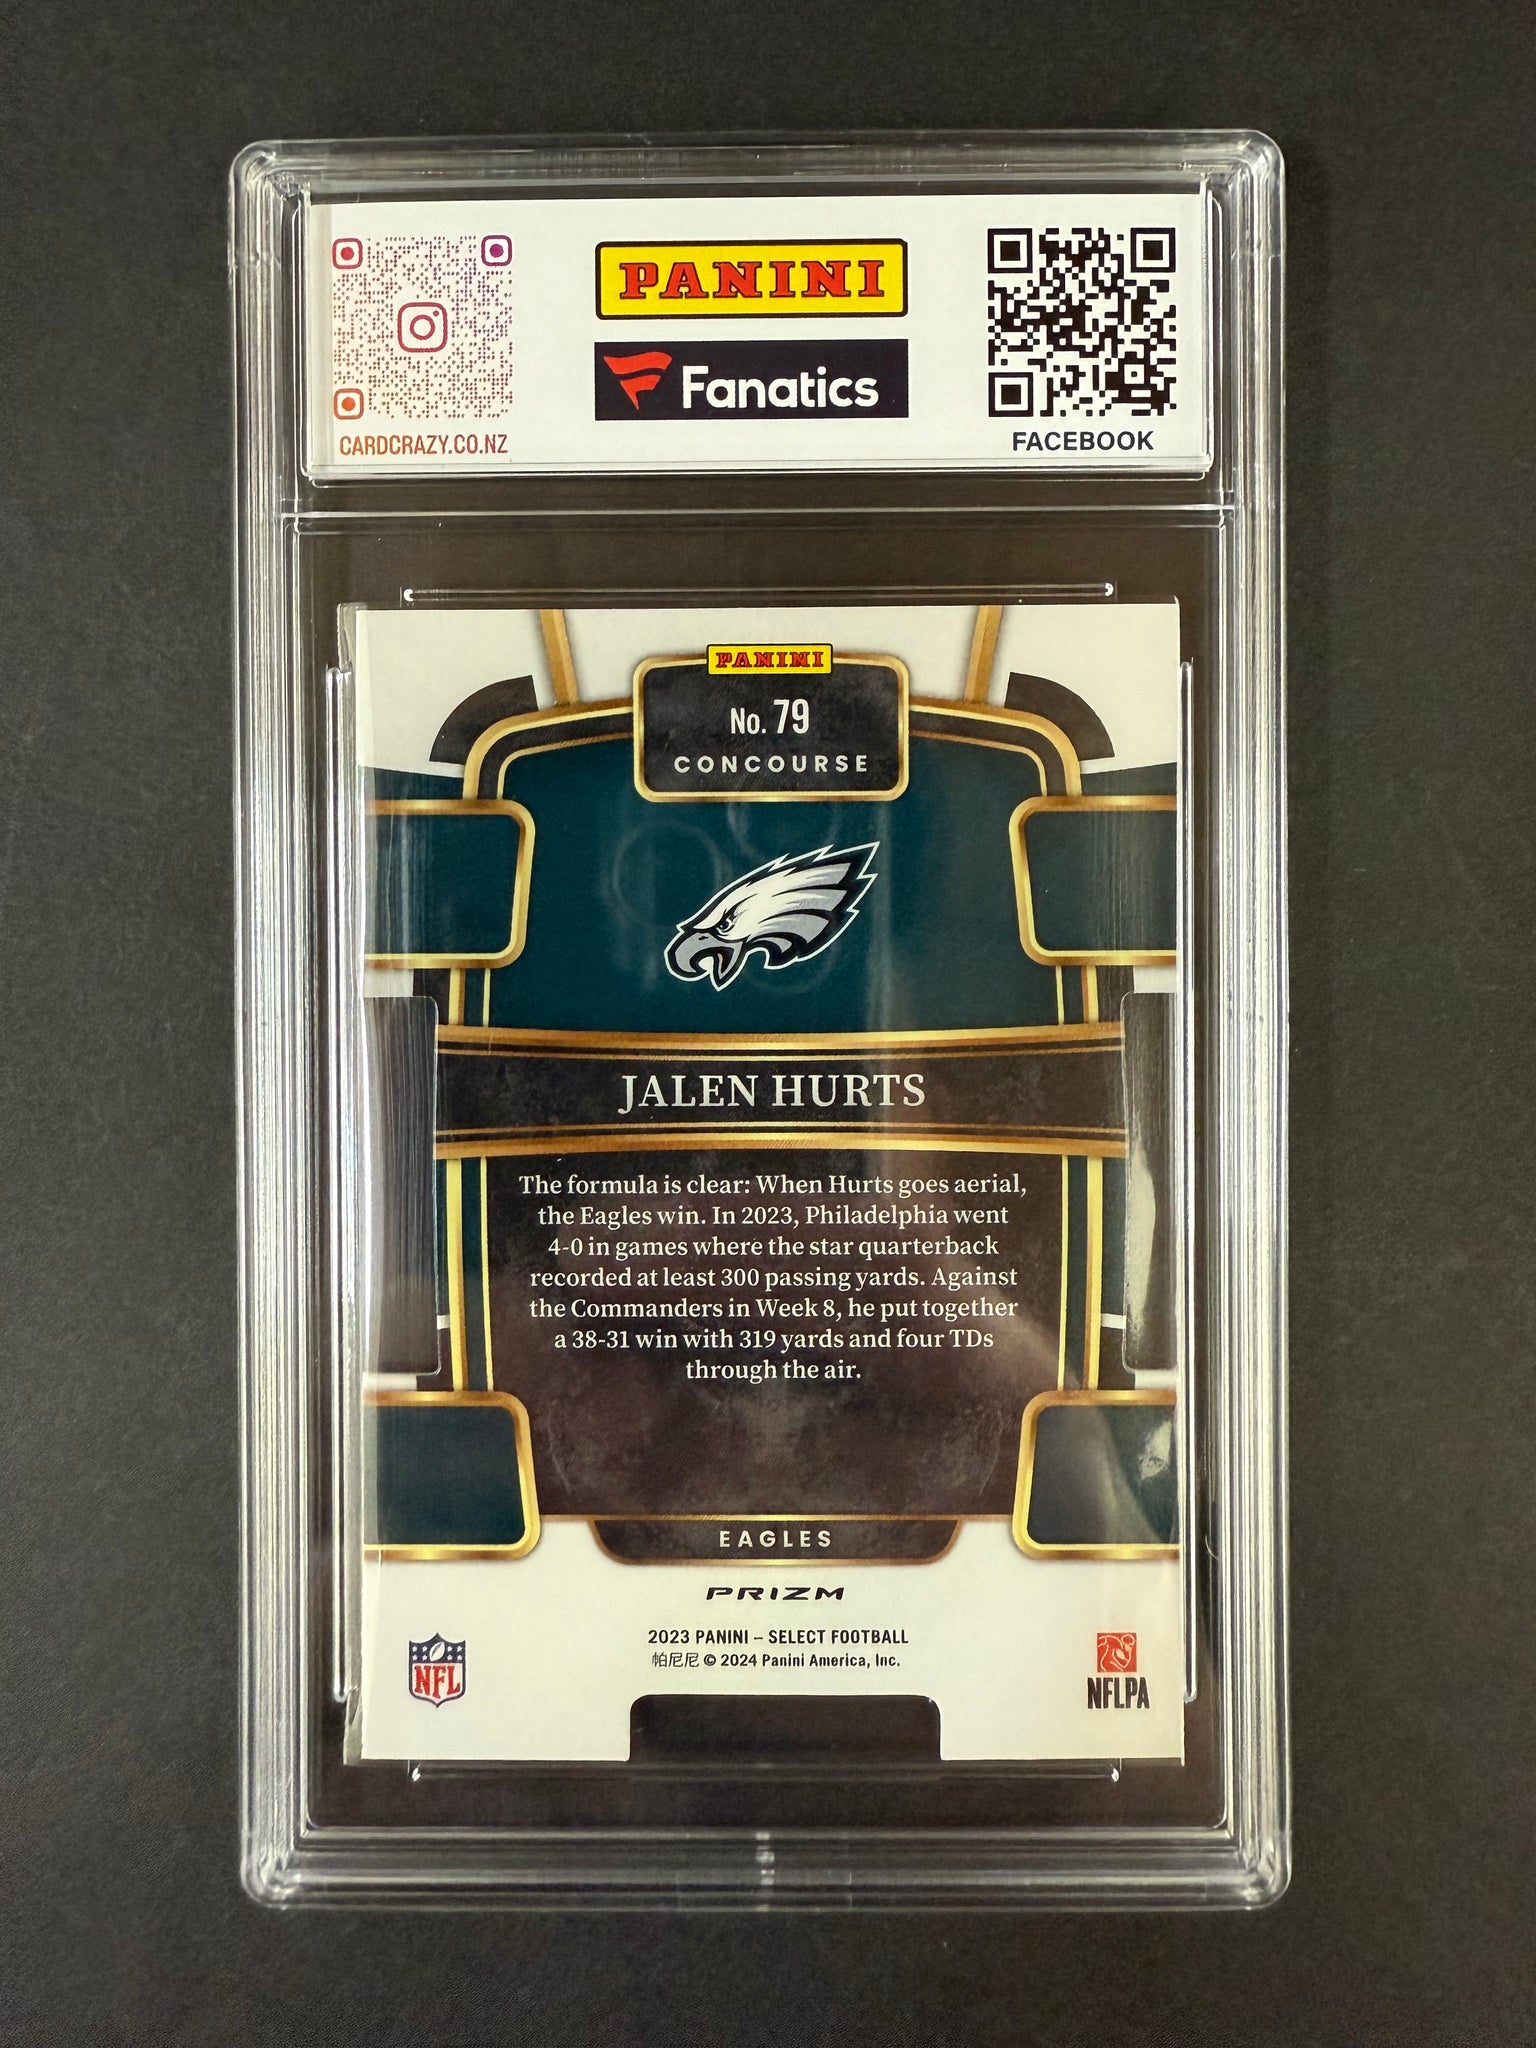 PANINI
Fanatics
CARDCRAZY.CO.NZ
FACEBOOK
PANINI
No. 79
CONCOURSE
JALEN HURTS
The formula is clear: When Hurts goes aerial,
the Eagles win. In 2023, Philadelphia went
4-0 in games where the star quarterback
recorded at least 300 passing yards. Against
the Commanders in Week 8, he put together
a 38-31 win with 319 yards and four TDs
through the air.
EAGLES
PRIZM
2023 PANINI – SELECT FOOTBALL
帕尼尼 © 2024 Panini America, Inc.
NFL
NFLPA